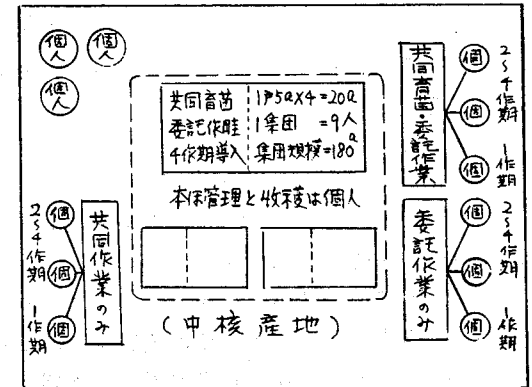 個人
個人
個人
共同育苗 1戸5a×4=20a
委託作畦 1集団 =9人
4作期導入 集団規模=180a
本ほ管理と収穫は個人
(中核産地)
共同育苗・委託作業
個
個
個
2~4作期
1作期
委託作業のみ
個
個
個
2~4作期
1作期
共同作業のみ
個
個
個
2~4作期
1作期